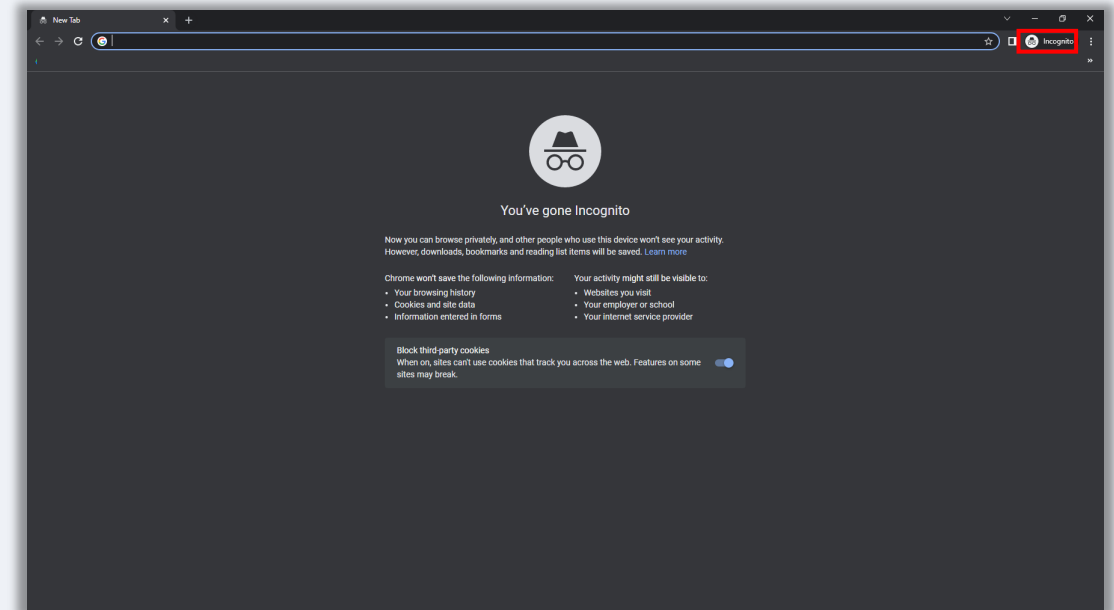 New Tab
Incognito
You've gone Incognito
Now you can browse privately, and other people who use this device won't see your activity.
However, downloads, bookmarks and reading list items will be saved. Learn more
Chrome won't save the following information:
Your activity might still be visible to:
• Your browsing history
• Websites you visit
• Cookies and site data
• Your employer or school
• Information entered in forms
• Your internet service provider
Block third-party cookies
When on, sites can't use cookies that track you across the web. Features on some
sites may break.